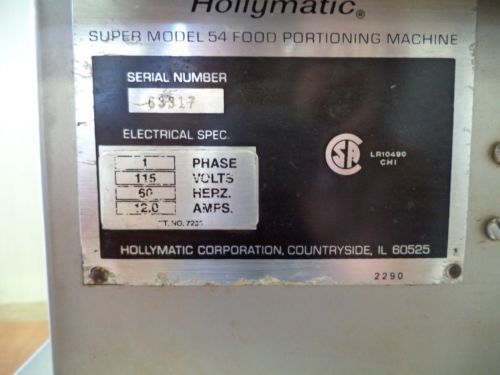 Hollymatic®
SUPER MODEL 54 FOOD PORTIONING MACHINE
SERIAL NUMBER
63317
ELECTRICAL SPEC.
1 PHASE
115 VOLTS
60 HERZ.
12.0 AMPS.
LR10490
CHI
HOLLYMATIC CORPORATION, COUNTRYSIDE, IL 60525
2290